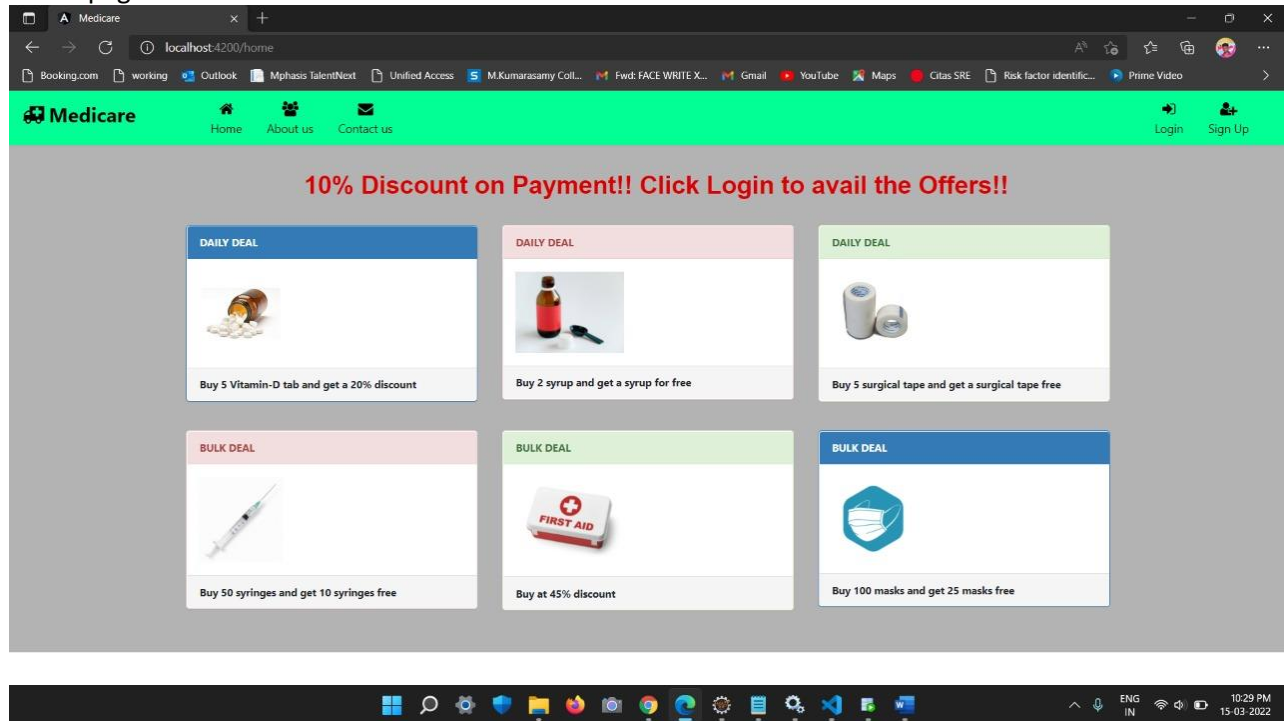 Medicare
localhost:4200/home
Booking.com working Outlook Mphasis TalentNext Unified Access M.Kumarasamy Coll... Fwd: FACE WRITE X... Gmail YouTube Maps Citas SRE Risk factor identific... Prime Video
Medicare Home About us Contact us Login Sign Up
10% Discount on Payment!! Click Login to avail the Offers!!
DAILY DEAL DAILY DEAL DAILY DEAL
Buy 5 Vitamin-D tab and get a 20% discount Buy 2 syrup and get a syrup for free Buy 5 surgical tape and get a surgical tape free
BULK DEAL BULK DEAL BULK DEAL
FIRST AID
Buy 50 syringes and get 10 syringes free Buy at 45% discount Buy 100 masks and get 25 masks free
ENG 10:29 PM
IN 15-03-2022